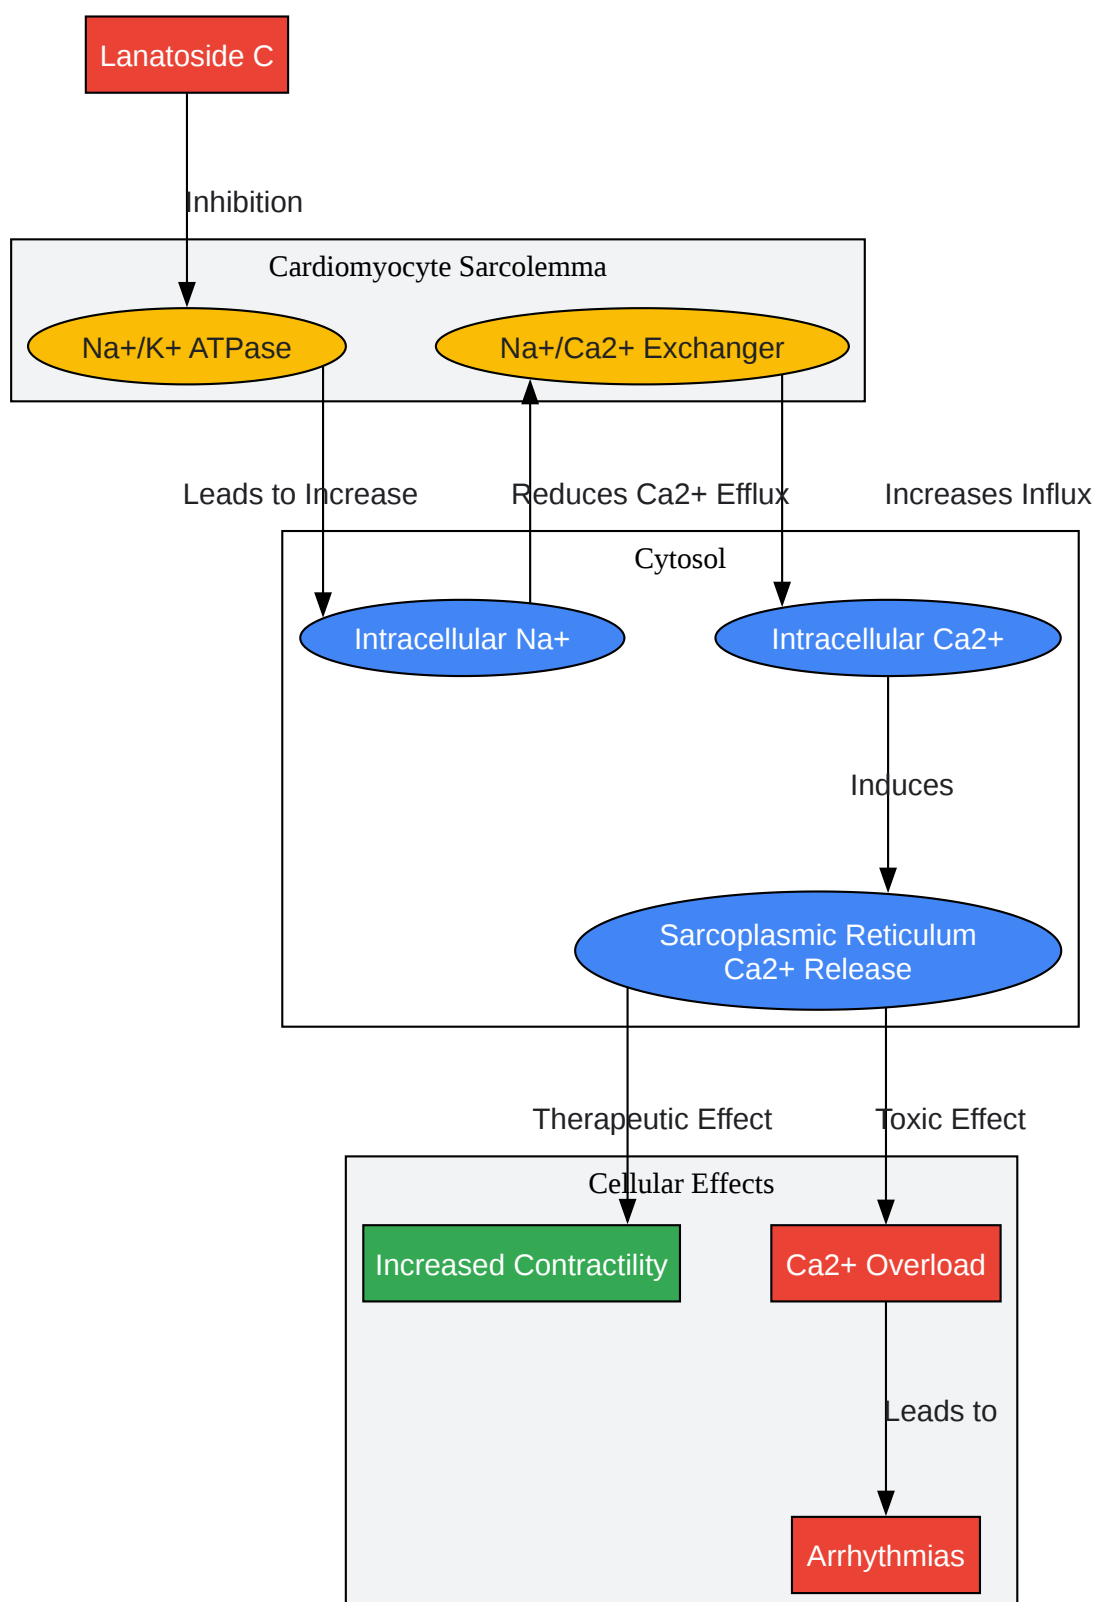 Lanatoside C
Inhibition
Cardiomyocyte Sarcolemma
Na+/K+ ATPase
Na+/Ca2+ Exchanger
Leads to Increase
Reduces Ca2+ Efflux
Increases Influx
Cytosol
Intracellular Na+
Intracellular Ca2+
Induces
Sarcoplasmic Reticulum
Ca2+ Release
Therapeutic Effect
Toxic Effect
Cellular Effects
Increased Contractility
Ca2+ Overload
Leads to
Arrhythmias